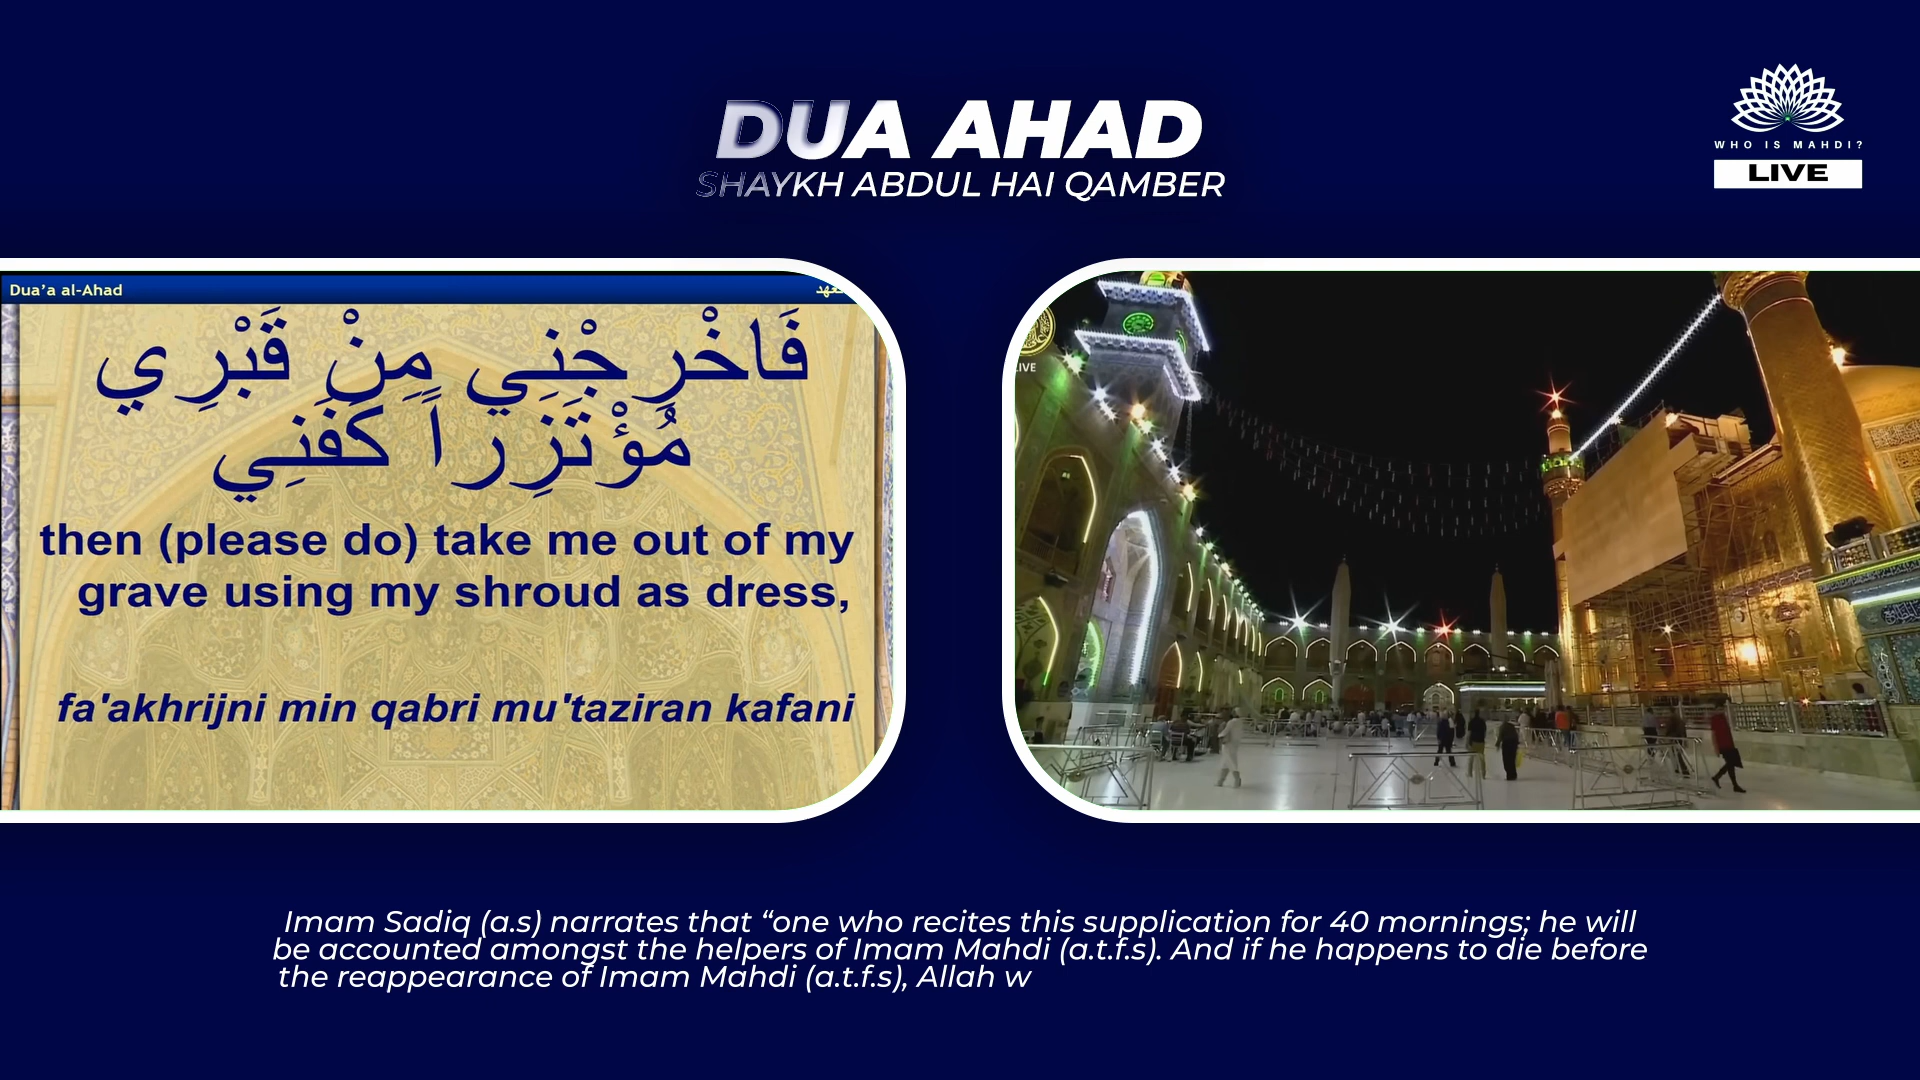 DUA AHAD
SHAYKH ABDUL HAI QAMBER
WHO IS MAHDI?
LIVE
Dua'a al-Ahad
فَاخْرِجْنِي مِنْ قَبْرِي
مُؤْتَزِراً كَفَنِي
then (please do) take me out of my
grave using my shroud as dress,
fa'akhrijni min qabri mu'taziran kafani
LIVE
Imam Sadiq (a.s) narrates that “one who recites this supplication for 40 mornings; he will
be accounted amongst the helpers of Imam Mahdi (a.t.f.s). And if he happens to die before
the reappearance of Imam Mahdi (a.t.f.s), Allah w